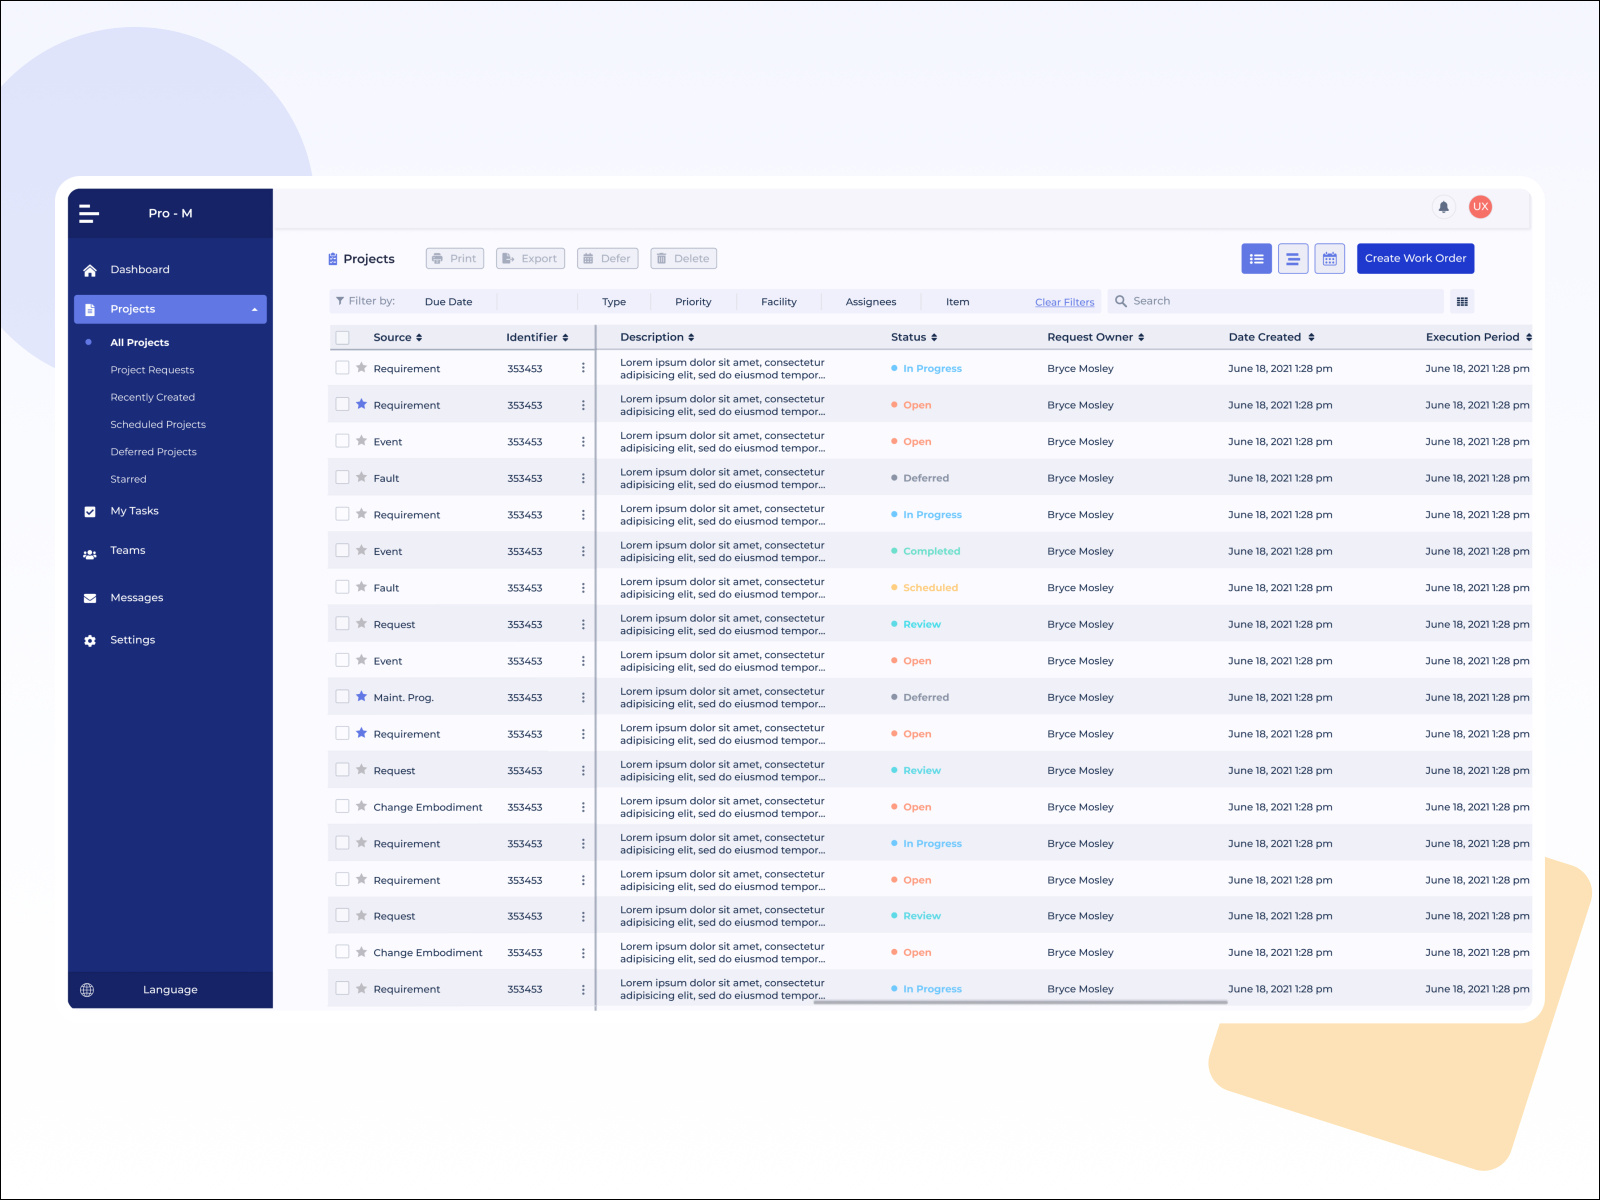 Pro - M
UX
Dashboard
Projects
All Projects
Project Requests
Recently Created
Scheduled Projects
Deferred Projects
Starred
My Tasks
Teams
Messages
Settings
Language
Projects Print Export Defer Delete Create Work Order
Filter by: Due Date Type Priority Facility Assignees Item Clear Filters Search
Source Identifier Description Status Request Owner Date Created Execution Period
Requirement 353453 Lorem ipsum dolor sit amet, consectetur
adipisicing elit, sed do eiusmod tempor... In Progress Bryce Mosley June 18, 2021 1:28 pm June 18, 2021 1:28 pm
Requirement 353453 Lorem ipsum dolor sit amet, consectetur
adipisicing elit, sed do eiusmod tempor... Open Bryce Mosley June 18, 2021 1:28 pm June 18, 2021 1:28 pm
Event 353453 Lorem ipsum dolor sit amet, consectetur
adipisicing elit, sed do eiusmod tempor... Open Bryce Mosley June 18, 2021 1:28 pm June 18, 2021 1:28 pm
Fault 353453 Lorem ipsum dolor sit amet, consectetur
adipisicing elit, sed do eiusmod tempor... Deferred Bryce Mosley June 18, 2021 1:28 pm June 18, 2021 1:28 pm
Requirement 353453 Lorem ipsum dolor sit amet, consectetur
adipisicing elit, sed do eiusmod tempor... In Progress Bryce Mosley June 18, 2021 1:28 pm June 18, 2021 1:28 pm
Event 353453 Lorem ipsum dolor sit amet, consectetur
adipisicing elit, sed do eiusmod tempor... Completed Bryce Mosley June 18, 2021 1:28 pm June 18, 2021 1:28 pm
Fault 353453 Lorem ipsum dolor sit amet, consectetur
adipisicing elit, sed do eiusmod tempor... Scheduled Bryce Mosley June 18, 2021 1:28 pm June 18, 2021 1:28 pm
Request 353453 Lorem ipsum dolor sit amet, consectetur
adipisicing elit, sed do eiusmod tempor... Review Bryce Mosley June 18, 2021 1:28 pm June 18, 2021 1:28 pm
Event 353453 Lorem ipsum dolor sit amet, consectetur
adipisicing elit, sed do eiusmod tempor... Open Bryce Mosley June 18, 2021 1:28 pm June 18, 2021 1:28 pm
Maint. Prog. 353453 Lorem ipsum dolor sit amet, consectetur
adipisicing elit, sed do eiusmod tempor... Deferred Bryce Mosley June 18, 2021 1:28 pm June 18, 2021 1:28 pm
Requirement 353453 Lorem ipsum dolor sit amet, consectetur
adipisicing elit, sed do eiusmod tempor... Open Bryce Mosley June 18, 2021 1:28 pm June 18, 2021 1:28 pm
Request 353453 Lorem ipsum dolor sit amet, consectetur
adipisicing elit, sed do eiusmod tempor... Review Bryce Mosley June 18, 2021 1:28 pm June 18, 2021 1:28 pm
Change Embodiment 353453 Lorem ipsum dolor sit amet, consectetur
adipisicing elit, sed do eiusmod tempor... Open Bryce Mosley June 18, 2021 1:28 pm June 18, 2021 1:28 pm
Requirement 353453 Lorem ipsum dolor sit amet, consectetur
adipisicing elit, sed do eiusmod tempor... In Progress Bryce Mosley June 18, 2021 1:28 pm June 18, 2021 1:28 pm
Requirement 353453 Lorem ipsum dolor sit amet, consectetur
adipisicing elit, sed do eiusmod tempor... Open Bryce Mosley June 18, 2021 1:28 pm June 18, 2021 1:28 pm
Request 353453 Lorem ipsum dolor sit amet, consectetur
adipisicing elit, sed do eiusmod tempor... Review Bryce Mosley June 18, 2021 1:28 pm June 18, 2021 1:28 pm
Change Embodiment 353453 Lorem ipsum dolor sit amet, consectetur
adipisicing elit, sed do eiusmod tempor... Open Bryce Mosley June 18, 2021 1:28 pm June 18, 2021 1:28 pm
Requirement 353453 Lorem ipsum dolor sit amet, consectetur
adipisicing elit, sed do eiusmod tempor... In Progress Bryce Mosley June 18, 2021 1:28 pm June 18, 2021 1:28 pm